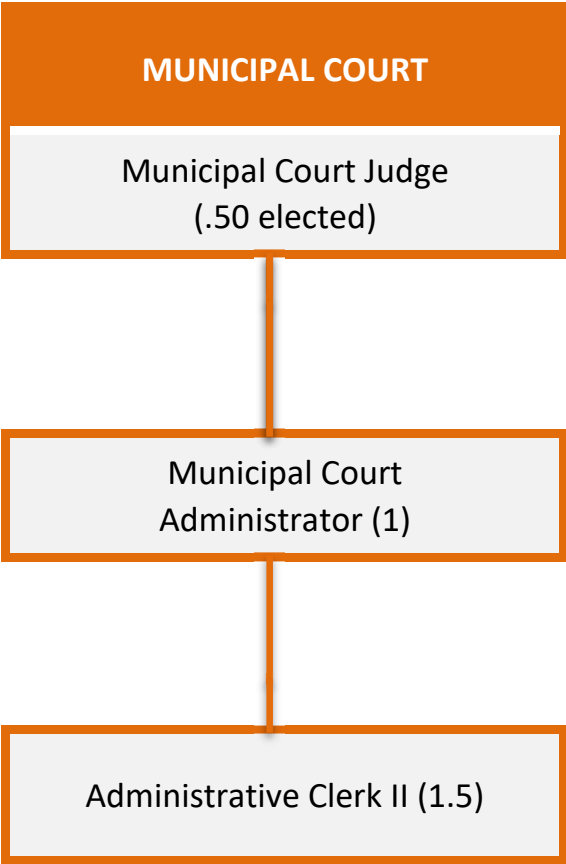 MUNICIPAL COURT
Municipal Court Judge
(.50 elected)
Municipal Court
Administrator (1)
Administrative Clerk II (1.5)